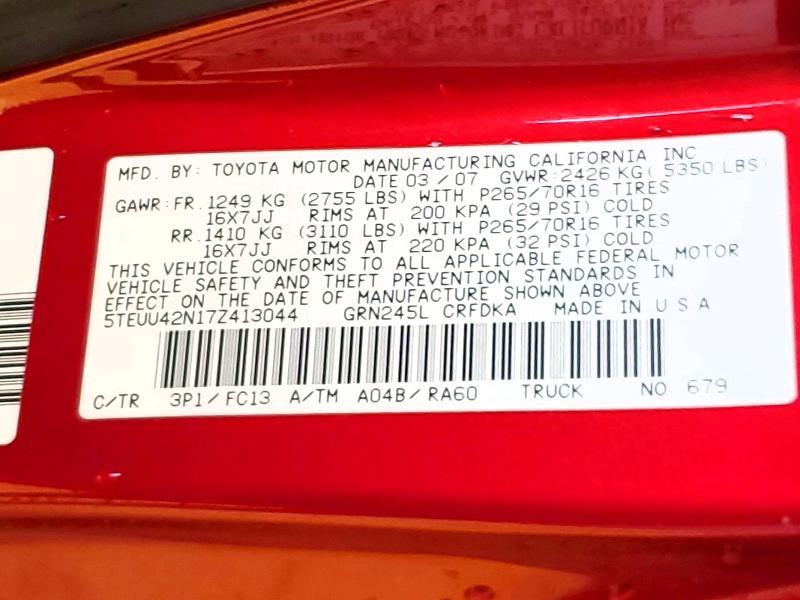 MFD. BY: TOYOTA MOTOR MANUFACTURING CALIFORNIA INC
DATE 03 / 07 GVWR: 2426 KG ( 5350 LBS)
GAWR: FR. 1249 KG (2755 LBS) WITH P265/70R16 TIRES
16X7JJ RIMS AT 200 KPA (29 PSI) COLD
RR. 1410 KG (3110 LBS) WITH P265/70R16 TIRES
16X7JJ RIMS AT 220 KPA (32 PSI) COLD
THIS VEHICLE CONFORMS TO ALL APPLICABLE FEDERAL MOTOR
VEHICLE SAFETY AND THEFT PREVENTION STANDARDS IN
EFFECT ON THE DATE OF MANUFACTURE SHOWN ABOVE
5TEUU42N17Z413044 GRN245L CRFDKA MADE IN U S A
C/TR 3P1/FC13 A/TM A04B/RA60 TRUCK NO 679